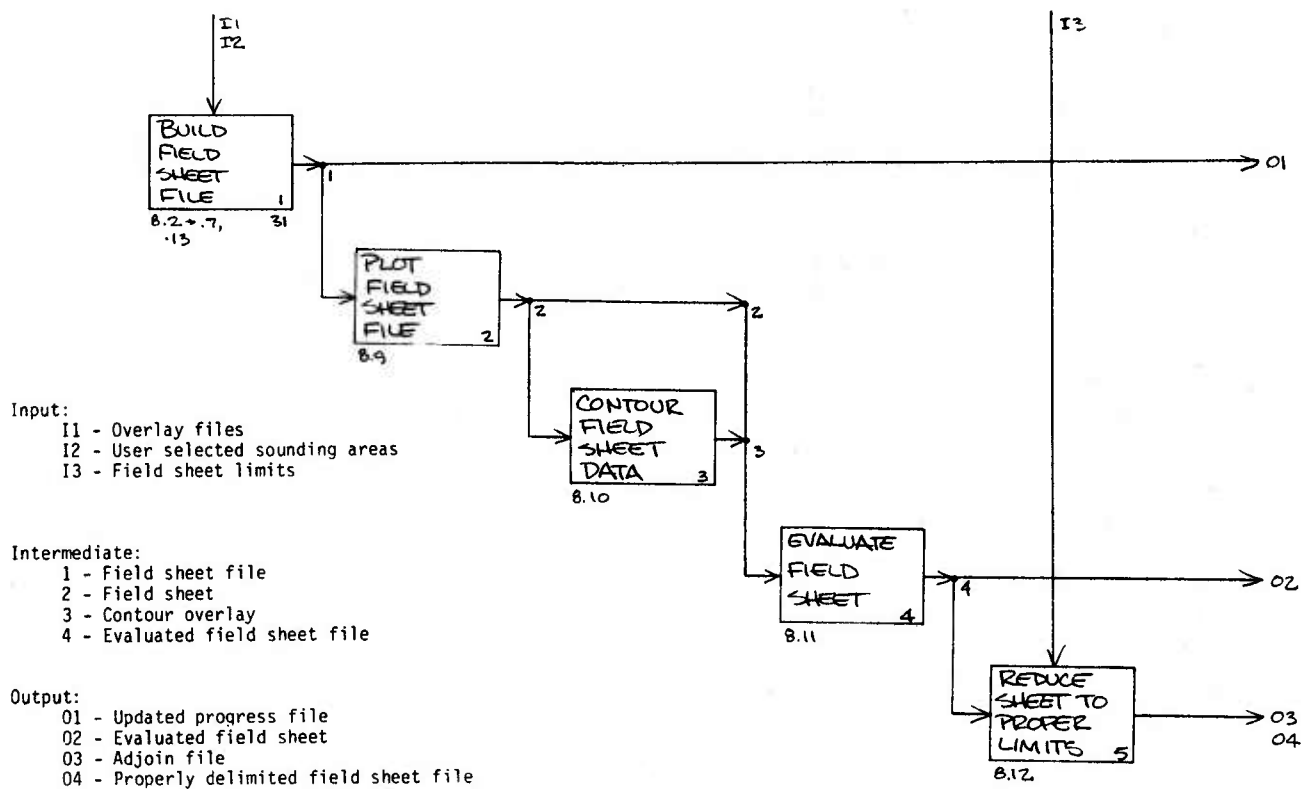 I1
I2
I3
BUILD
FIELD
SHEET
FILE 1
8.2 → .7, 31
.13
1
O1
PLOT
FIELD
SHEET
FILE 2
8.9
2
2
CONTOUR
FIELD
SHEET
DATA 3
8.10
3
Input:
I1 - Overlay files
I2 - User selected sounding areas
I3 - Field sheet limits
EVALUATE
FIELD
SHEET 4
8.11
4
O2
Intermediate:
1 - Field sheet file
2 - Field sheet
3 - Contour overlay
4 - Evaluated field sheet file
REDUCE
SHEET TO
PROPER
LIMITS 5
8.12
O3
O4
Output:
O1 - Updated progress file
O2 - Evaluated field sheet
O3 - Adjoin file
O4 - Properly delimited field sheet file